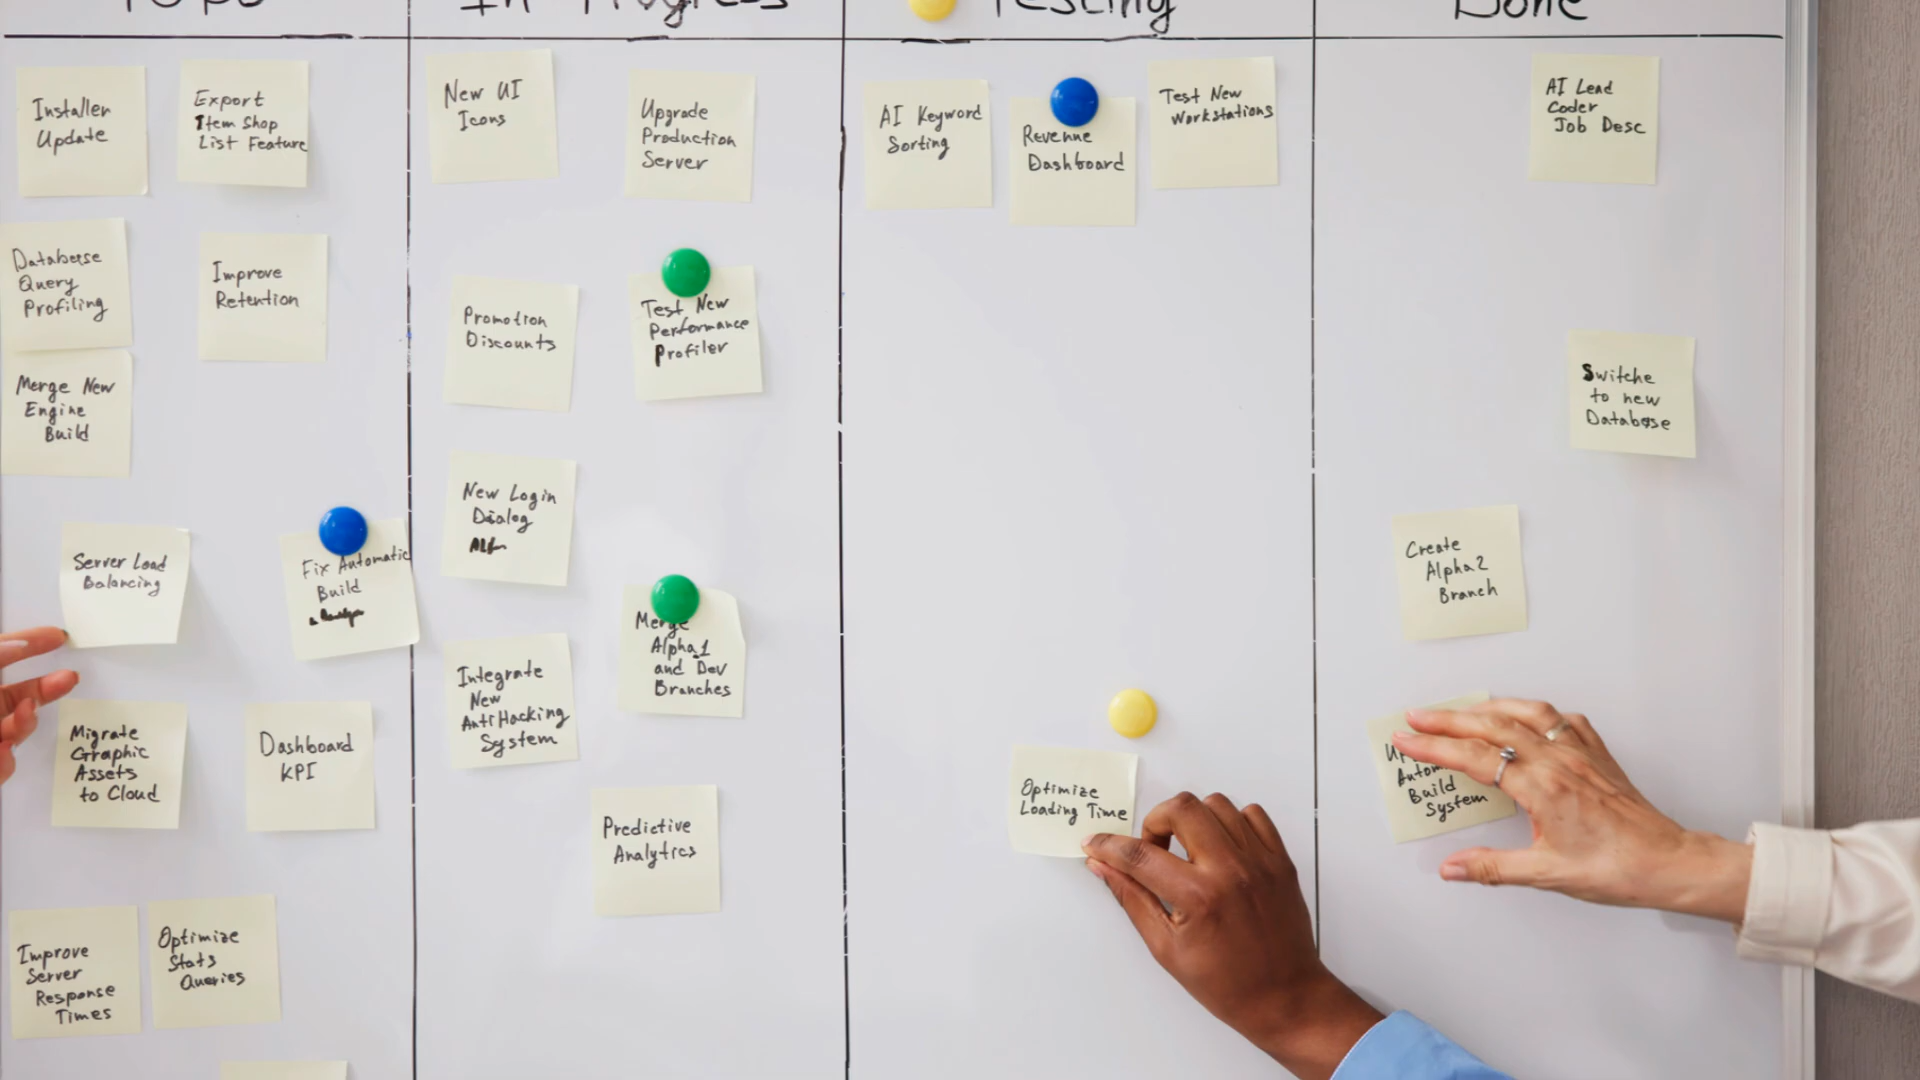 In Progress
Testing
Done
Installer
Update
Export
Item Shop
List Feature
Database
Query
Profiling
Improve
Retention
Merge New
Engine
Build
Server Load
Balancing
Fix Automatic
Build
Migrate
Graphic
Assets
to Cloud
Dashboard
KPI
Improve
Server
Response
Times
Optimize
Stats
Queries
New UI
Icons
Upgrade
Production
Server
Promotion
Discounts
Test New
Performance
Profiler
New Login
Dialog
Merge
Alpha1
and Dev
Branches
Integrate
New
AntiHacking
System
Predictive
Analytics
AI Keyword
Sorting
Revenue
Dashboard
Test New
Workstations
Optimize
Loading Time
AI Lead
Coder
Job Desc
Switche
to new
Database
Create
Alpha2
Branch
Build
System